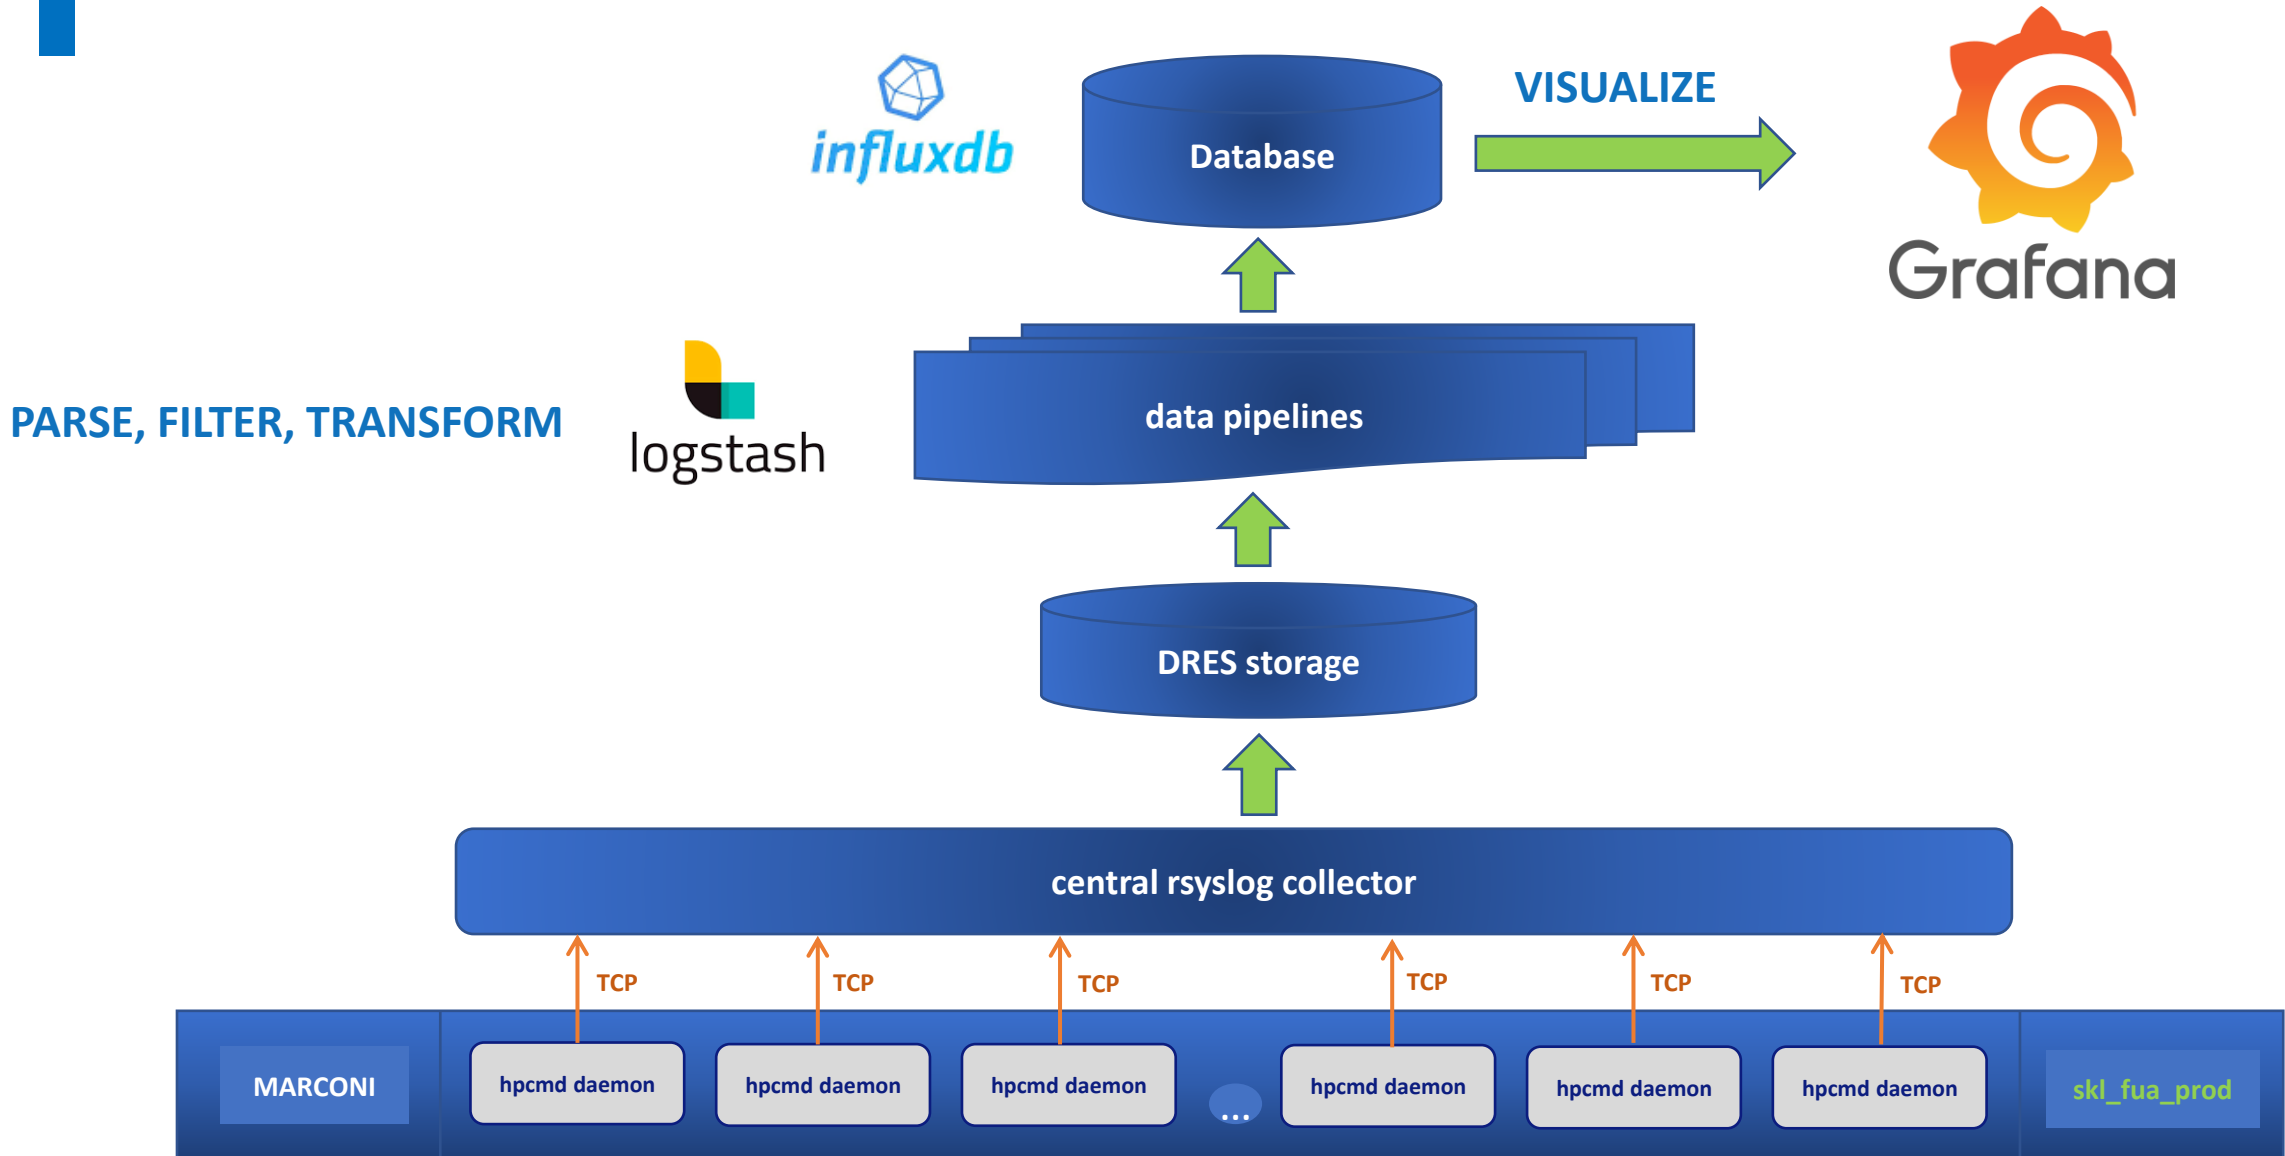 influxdb
Database
VISUALIZE
Grafana
PARSE, FILTER, TRANSFORM
logstash
data pipelines
DRES storage
central rsyslog collector
TCP
TCP
TCP
TCP
TCP
TCP
MARCONI
hpcmd daemon
hpcmd daemon
hpcmd daemon
...
hpcmd daemon
hpcmd daemon
hpcmd daemon
skl_fua_prod